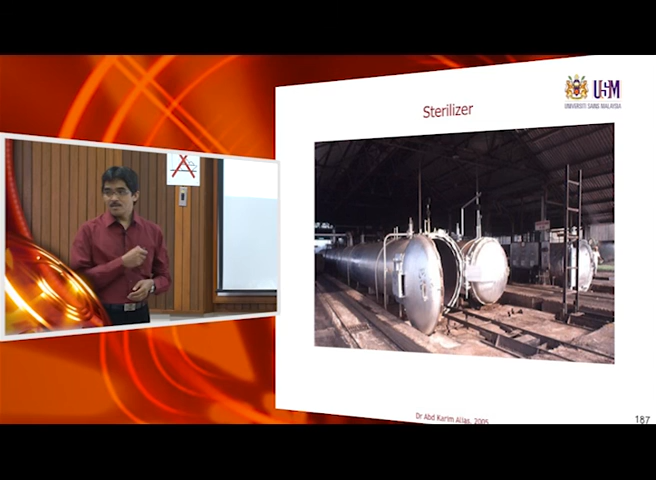 USM
UNIVERSITI SAINS MALAYSIA
Sterilizer
Dr Abd Karim Alias, 2005
187